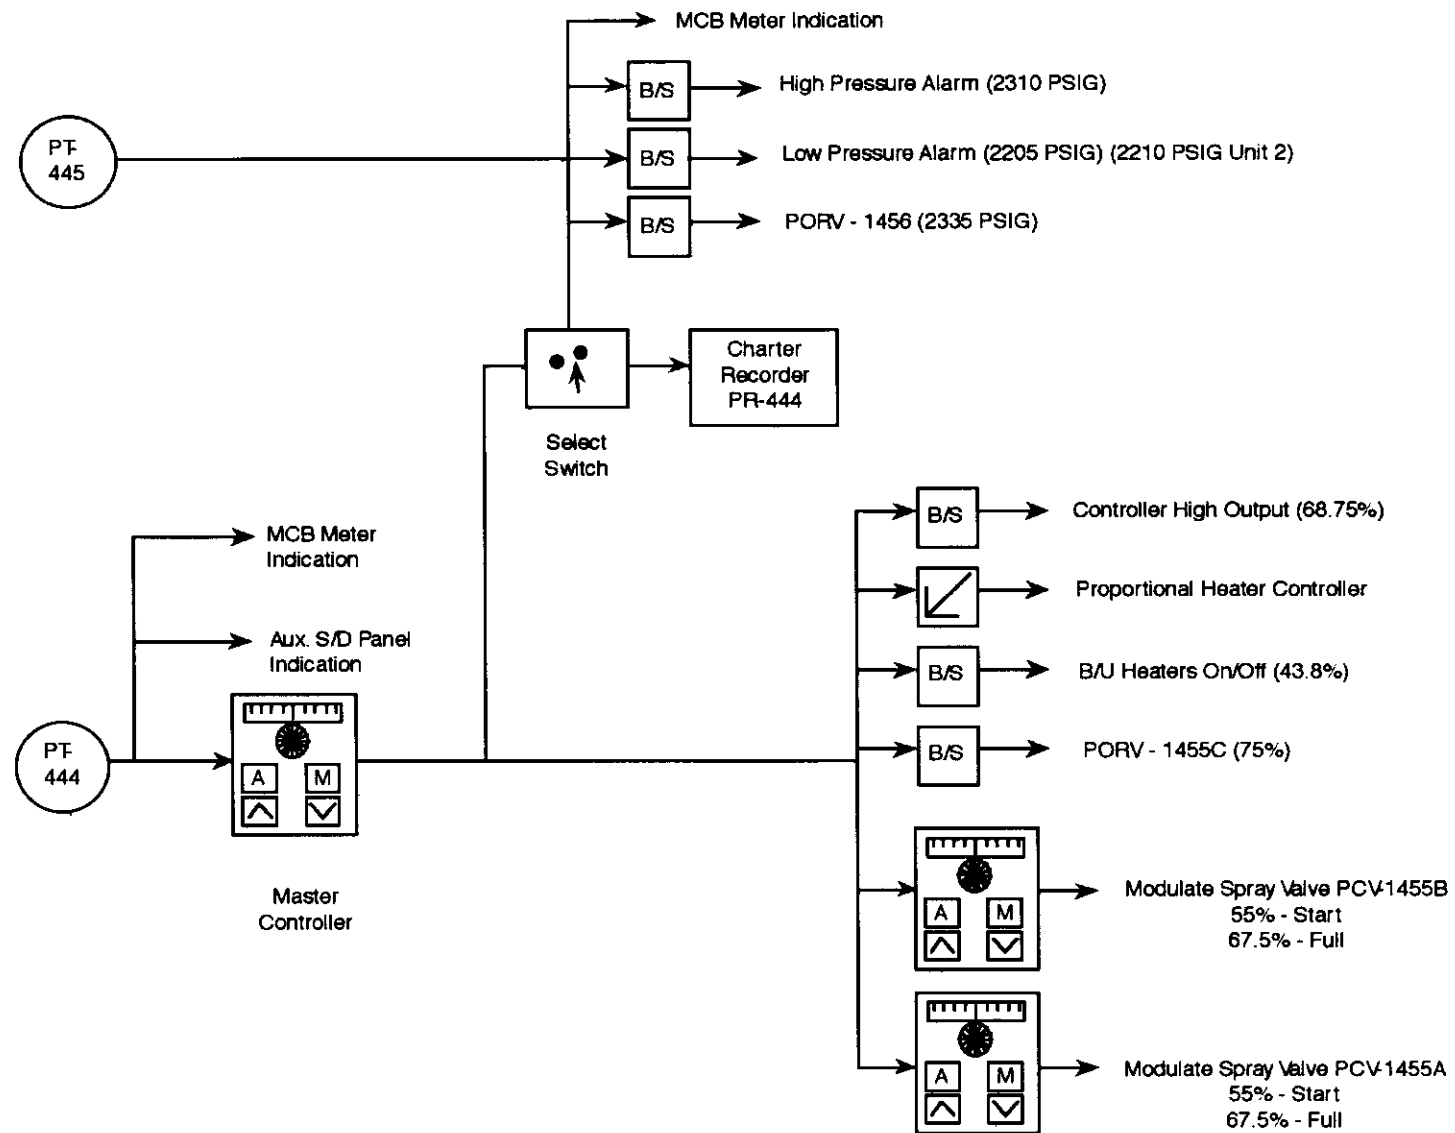 MCB Meter Indication
B/S
High Pressure Alarm (2310 PSIG)
PT-
445
B/S
Low Pressure Alarm (2205 PSIG) (2210 PSIG Unit 2)
B/S
PORV - 1456 (2335 PSIG)
Charter
Recorder
PR-444
Select
Switch
MCB Meter
Indication
Aux. S/D Panel
Indication
PT-
444
A M
Master
Controller
B/S
Controller High Output (68.75%)
Proportional Heater Controller
B/S
B/U Heaters On/Off (43.8%)
B/S
PORV - 1455C (75%)
A M
Modulate Spray Valve PCV-1455B
55% - Start
67.5% - Full
A M
Modulate Spray Valve PCV-1455A
55% - Start
67.5% - Full